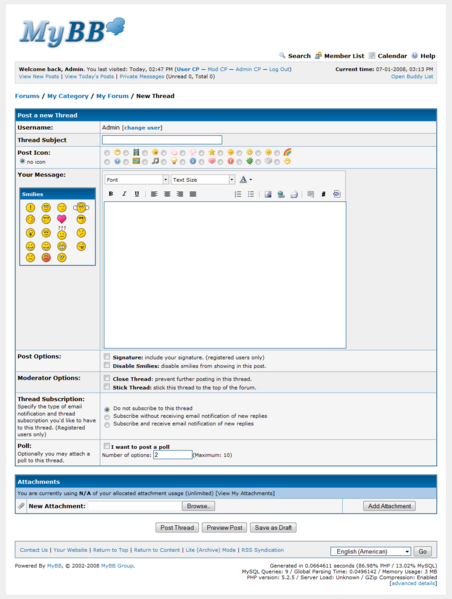 MyBB
Search Member List Calendar Help
Welcome back, Admin. You last visited: Today, 02:47 PM (User CP — Mod CP — Admin CP — Log Out)
Current time: 07-01-2008, 03:13 PM
View New Posts | View Today's Posts | Private Messages (Unread 0, Total 0)
Open Buddy List
Forums / My Category / My Forum / New Thread
Post a new Thread
Username:
Admin [change user]
Thread Subject
Post Icon:
no icon
Your Message:
Font
Text Size
A
B I U
Smilies
Post Options:
Signature: include your signature. (registered users only)
Disable Smilies: disable smilies from showing in this post.
Moderator Options:
Close Thread: prevent further posting in this thread.
Stick Thread: stick this thread to the top of the forum.
Thread Subscription:
Specify the type of email
notification and thread
subscription you'd like to have
to this thread. (Registered
users only)
Do not subscribe to this thread
Subscribe without receiving email notification of new replies
Subscribe and receive email notification of new replies
Poll:
Optionally you may attach a
poll to this thread.
I want to post a poll
Number of options: 2 (Maximum: 10)
Attachments
You are currently using N/A of your allocated attachment usage (Unlimited) [View My Attachments]
New Attachment:
Browse...
Add Attachment
Post Thread Preview Post Save as Draft
Contact Us | Your Website | Return to Top | Return to Content | Lite (Archive) Mode | RSS Syndication
English (American)
Go
Powered By MyBB, © 2002-2008 MyBB Group.
Generated in 0.0664611 seconds (86.98% PHP / 13.02% MySQL)
MySQL Queries: 9 / Global Parsing Time: 0.0496142 / Memory Usage: 3 MB
PHP version: 5.2.5 / Server Load: Unknown / GZip Compression: Enabled
[advanced details]